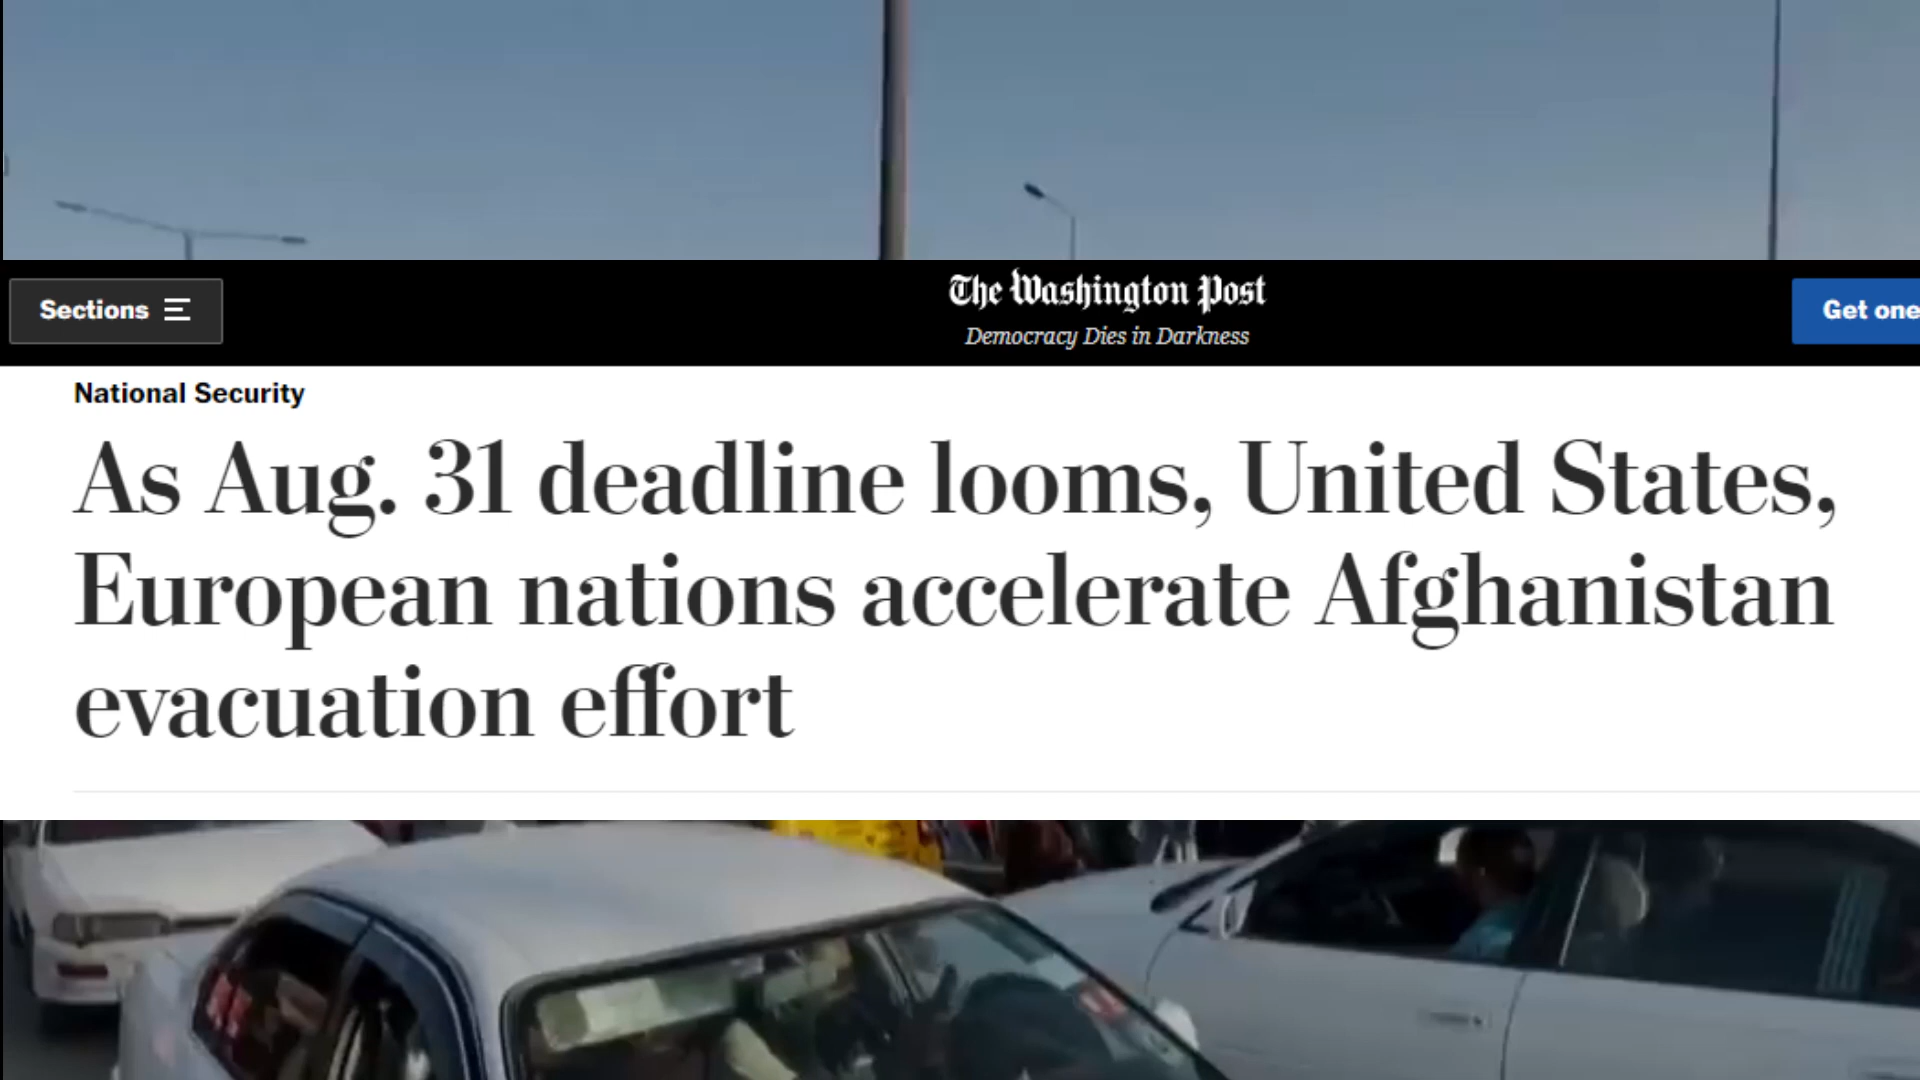 Sections
The Washington Post
Democracy Dies in Darkness
Get one
National Security
As Aug. 31 deadline looms, United States,
European nations accelerate Afghanistan
evacuation effort